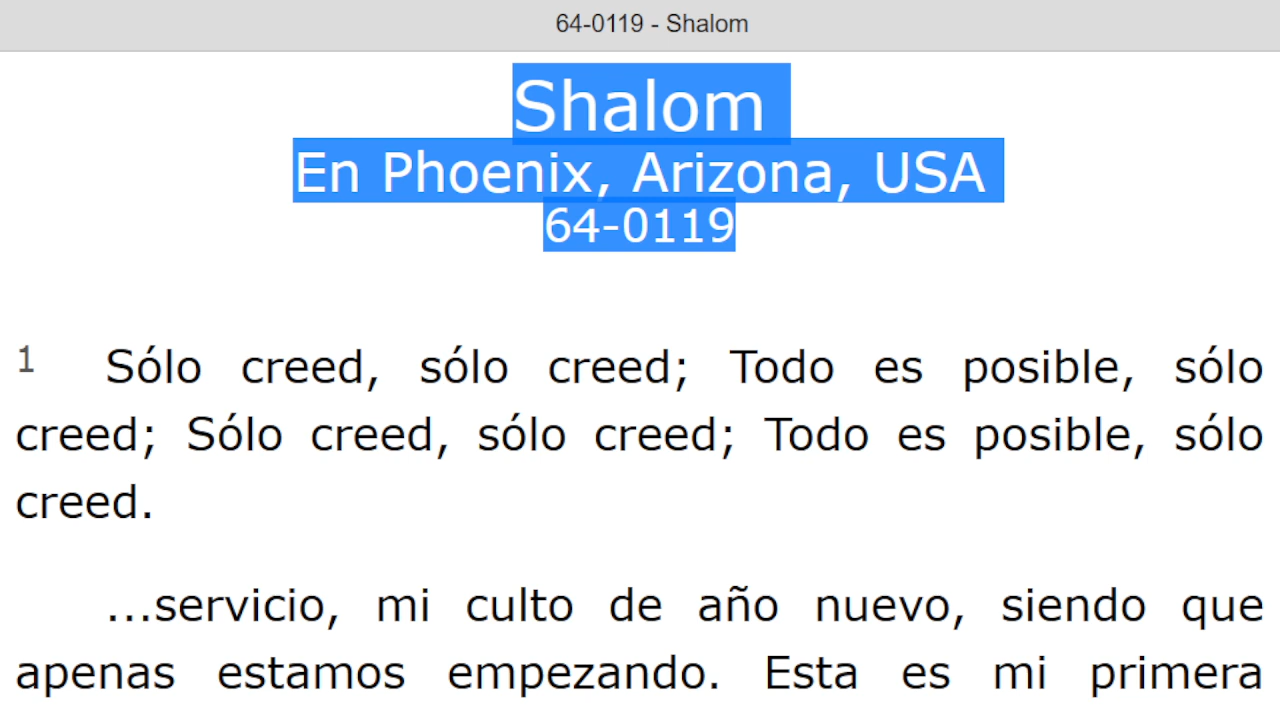 64-0119 - Shalom
Shalom
En Phoenix, Arizona, USA
64-0119
1 Sólo creed, sólo creed; Todo es posible, sólo
creed; Sólo creed, sólo creed; Todo es posible, sólo
creed.
...servicio, mi culto de año nuevo, siendo que
apenas estamos empezando. Esta es mi primera